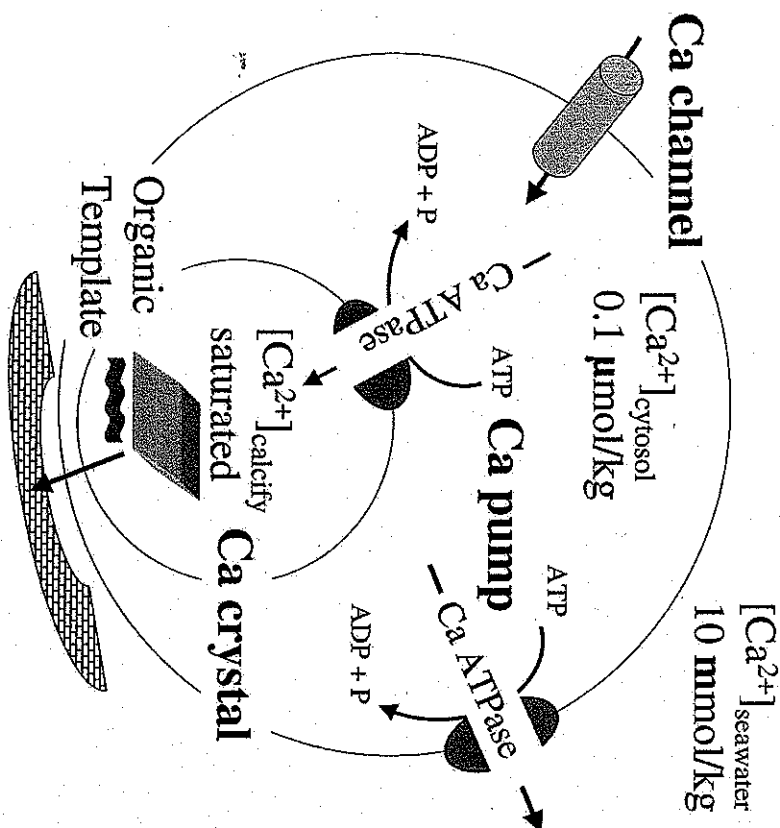 [Ca²⁺]seawater
10 mmol/kg
Ca channel
[Ca²⁺]cytosol
0.1 µmol/kg
Ca pump
ATP
ADP + P
Ca ATPase
ATP
ADP + P
Ca ATPase
[Ca²⁺]calcify
saturated
Ca crystal
Organic
Template